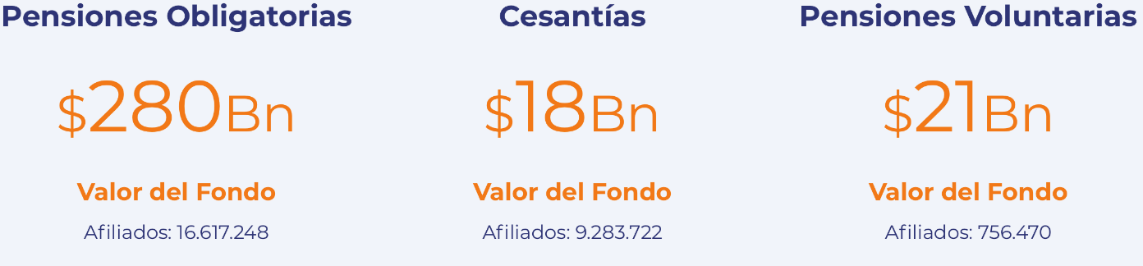 Pensiones Obligatorias
$280Bn
Valor del Fondo
Afiliados: 16.617.248
Cesantías
$18Bn
Valor del Fondo
Afiliados: 9.283.722
Pensiones Voluntarias
$21Bn
Valor del Fondo
Afiliados: 756.470